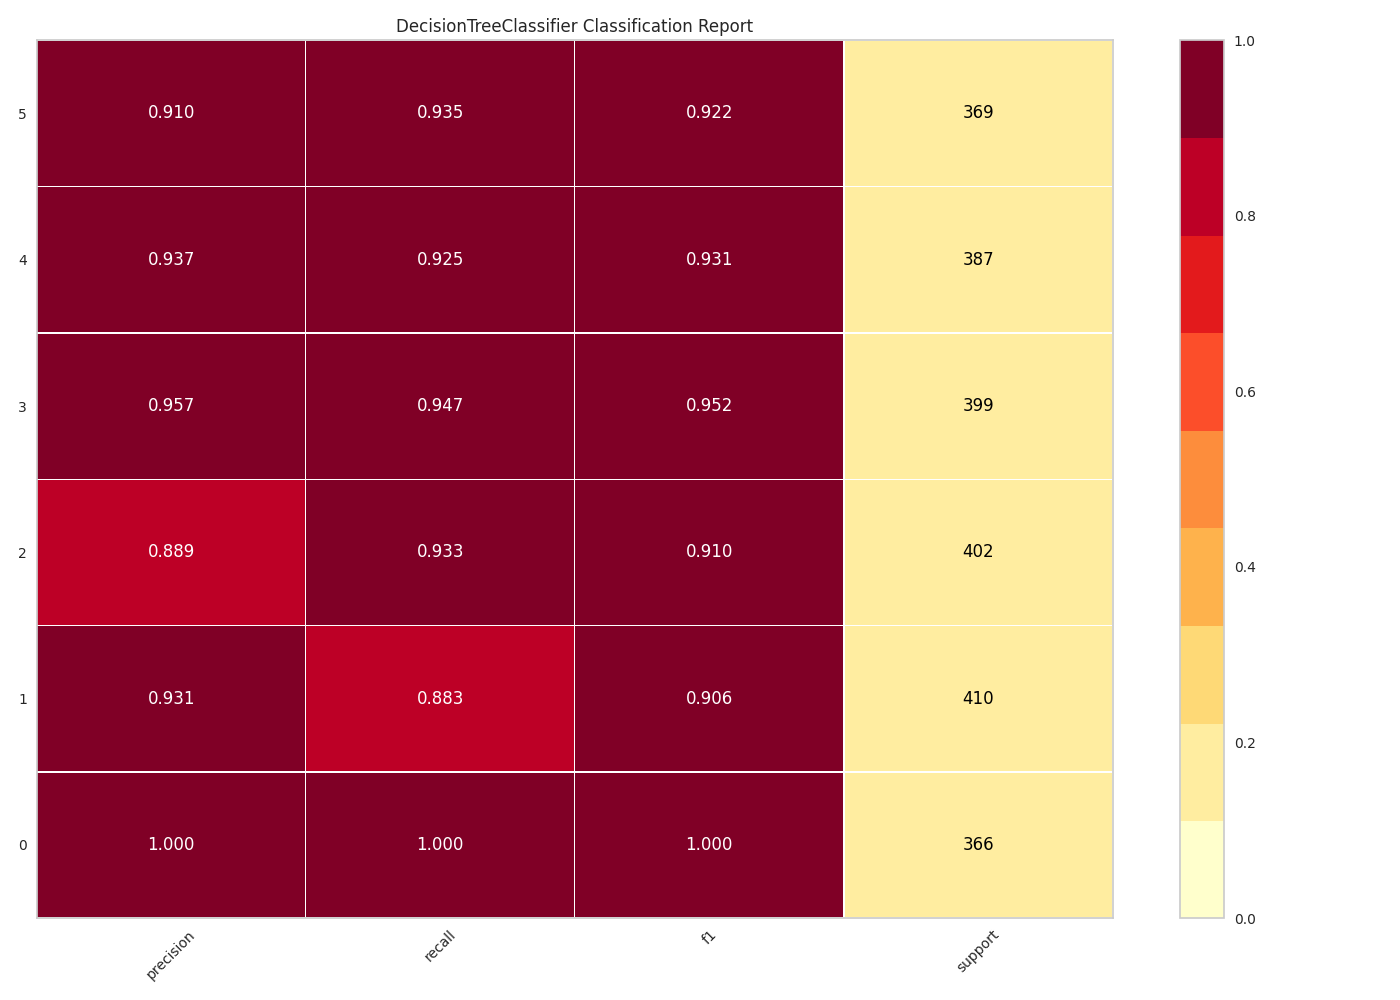 DecisionTreeClassifier Classification Report
5 0.910 0.935 0.922 369
4 0.937 0.925 0.931 387
3 0.957 0.947 0.952 399
2 0.889 0.933 0.910 402
1 0.931 0.883 0.906 410
0 1.000 1.000 1.000 366
precision recall f1 support
1.0
0.8
0.6
0.4
0.2
0.0